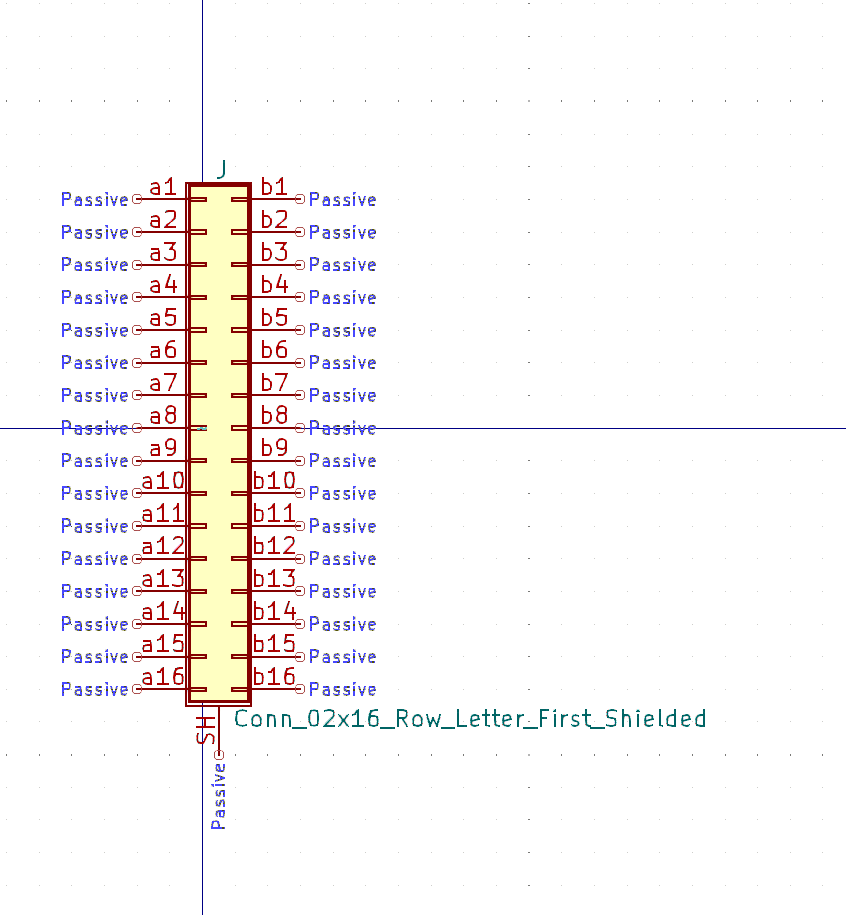 J
Passive a1 b1 Passive
Passive a2 b2 Passive
Passive a3 b3 Passive
Passive a4 b4 Passive
Passive a5 b5 Passive
Passive a6 b6 Passive
Passive a7 b7 Passive
Passive a8 b8 Passive
Passive a9 b9 Passive
Passive a10 b10 Passive
Passive a11 b11 Passive
Passive a12 b12 Passive
Passive a13 b13 Passive
Passive a14 b14 Passive
Passive a15 b15 Passive
Passive a16 b16 Passive
SH Conn_02x16_Row_Letter_First_Shielded
Passive